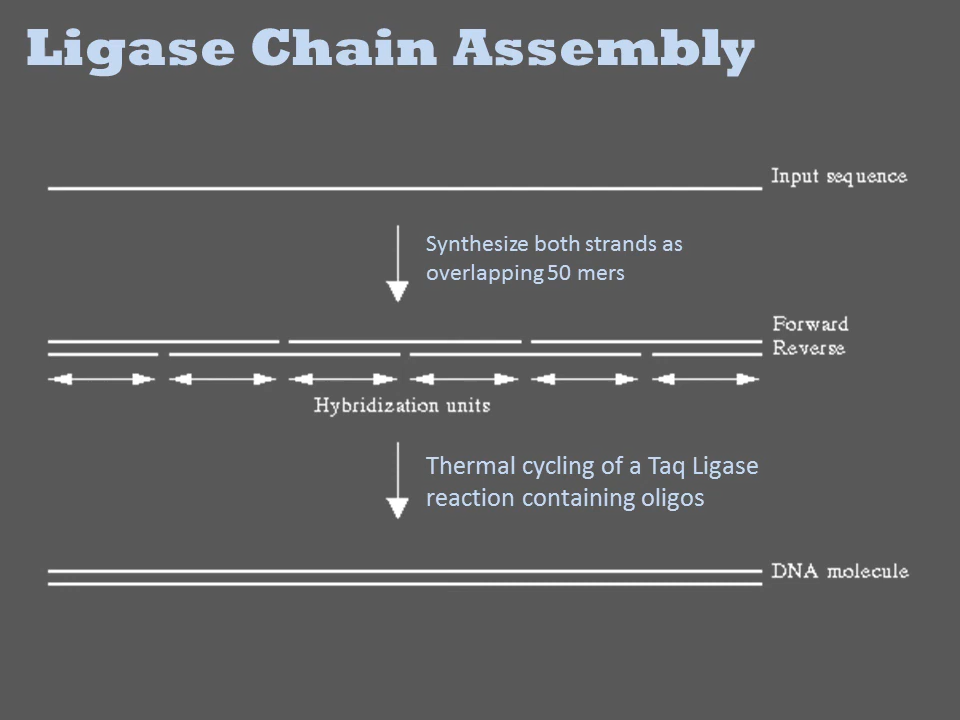 Ligase Chain Assembly
Input sequence
Synthesize both strands as
overlapping 50 mers
Forward
Reverse
Hybridization units
Thermal cycling of a Taq Ligase
reaction containing oligos
DNA molecule